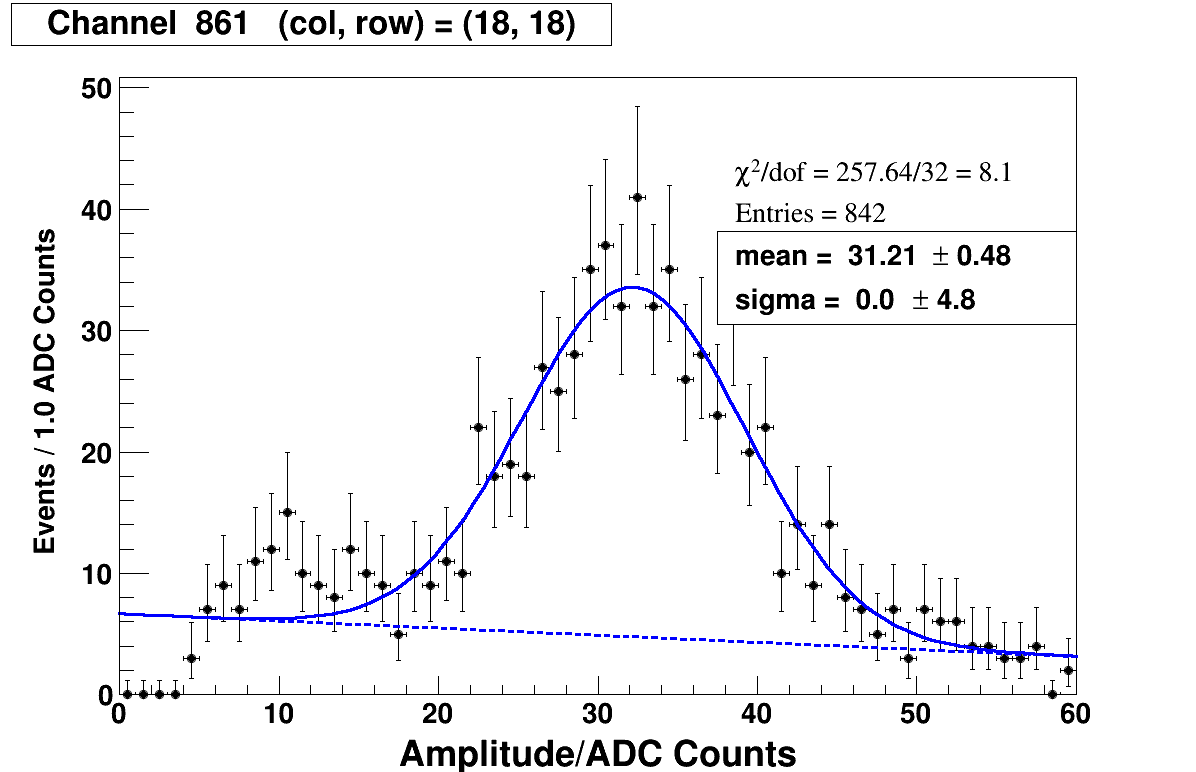 Channel 861 (col, row) = (18, 18)
50
40
30
20
10
0
Events / 1.0 ADC Counts
χ²/dof = 257.64/32 = 8.1
Entries = 842
mean = 31.21 ± 0.48
sigma = 0.0 ± 4.8
0 10 20 30 40 50 60
Amplitude/ADC Counts